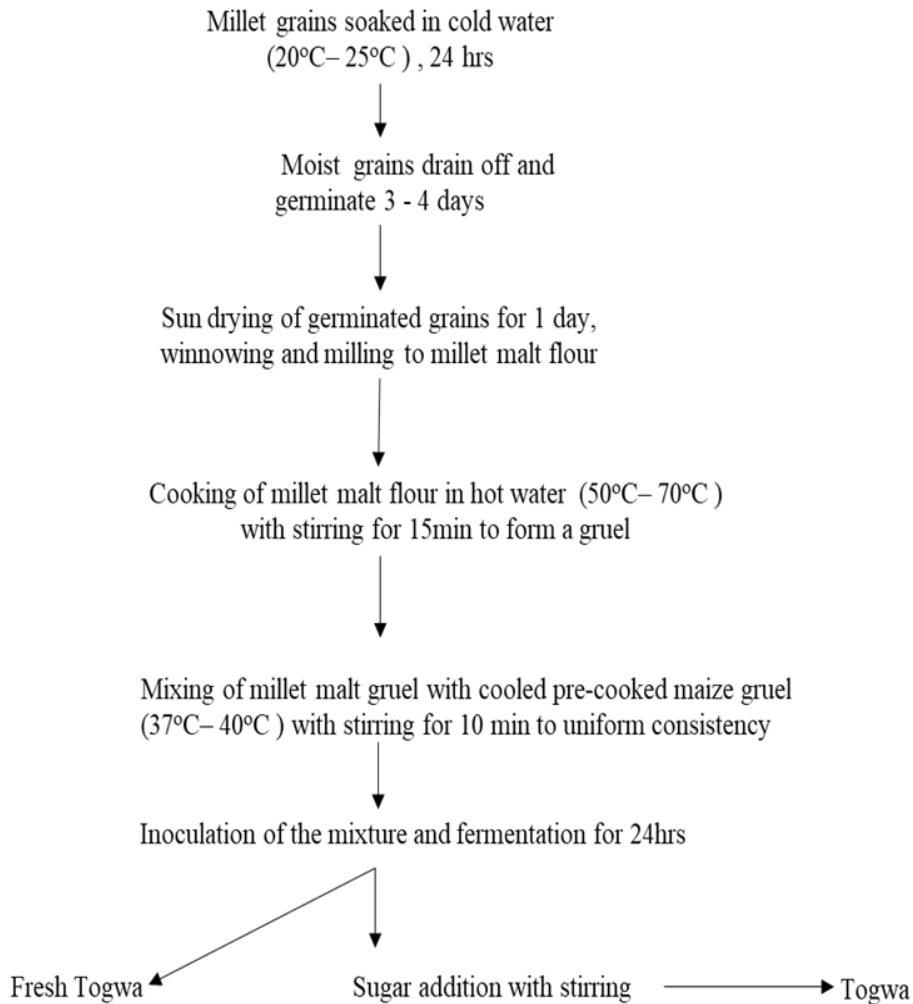 Millet grains soaked in cold water
(20°C– 25°C ) , 24 hrs
Moist grains drain off and
germinate 3 - 4 days
Sun drying of germinated grains for 1 day,
winnowing and milling to millet malt flour
Cooking of millet malt flour in hot water (50°C– 70°C )
with stirring for 15min to form a gruel
Mixing of millet malt gruel with cooled pre-cooked maize gruel
(37°C– 40°C ) with stirring for 10 min to uniform consistency
Inoculation of the mixture and fermentation for 24hrs
Fresh Togwa
Sugar addition with stirring
Togwa